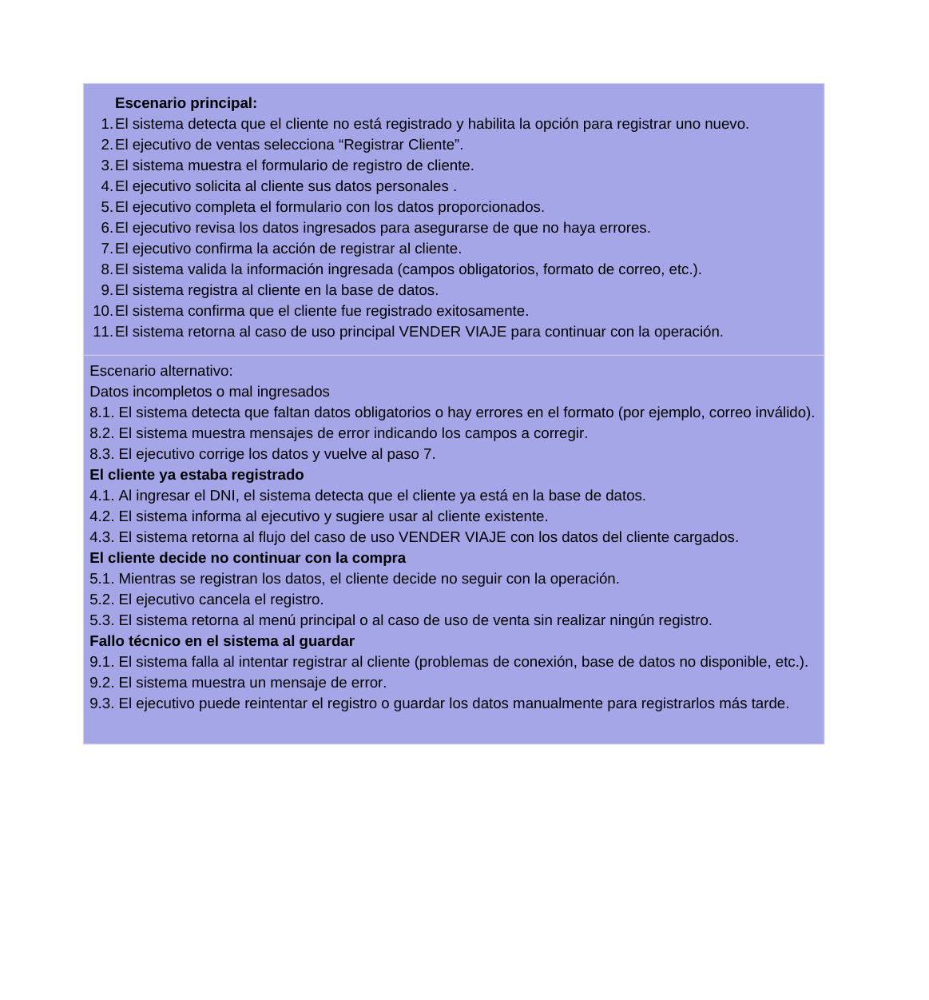 Escenario principal:
1. El sistema detecta que el cliente no está registrado y habilita la opción para registrar uno nuevo.
2. El ejecutivo de ventas selecciona “Registrar Cliente”.
3. El sistema muestra el formulario de registro de cliente.
4. El ejecutivo solicita al cliente sus datos personales .
5. El ejecutivo completa el formulario con los datos proporcionados.
6. El ejecutivo revisa los datos ingresados para asegurarse de que no haya errores.
7. El ejecutivo confirma la acción de registrar al cliente.
8. El sistema valida la información ingresada (campos obligatorios, formato de correo, etc.).
9. El sistema registra al cliente en la base de datos.
10. El sistema confirma que el cliente fue registrado exitosamente.
11. El sistema retorna al caso de uso principal VENDER VIAJE para continuar con la operación.
Escenario alternativo:
Datos incompletos o mal ingresados
8.1. El sistema detecta que faltan datos obligatorios o hay errores en el formato (por ejemplo, correo inválido).
8.2. El sistema muestra mensajes de error indicando los campos a corregir.
8.3. El ejecutivo corrige los datos y vuelve al paso 7.
El cliente ya estaba registrado
4.1. Al ingresar el DNI, el sistema detecta que el cliente ya está en la base de datos.
4.2. El sistema informa al ejecutivo y sugiere usar al cliente existente.
4.3. El sistema retorna al flujo del caso de uso VENDER VIAJE con los datos del cliente cargados.
El cliente decide no continuar con la compra
5.1. Mientras se registran los datos, el cliente decide no seguir con la operación.
5.2. El ejecutivo cancela el registro.
5.3. El sistema retorna al menú principal o al caso de uso de venta sin realizar ningún registro.
Fallo técnico en el sistema al guardar
9.1. El sistema falla al intentar registrar al cliente (problemas de conexión, base de datos no disponible, etc.).
9.2. El sistema muestra un mensaje de error.
9.3. El ejecutivo puede reintentar el registro o guardar los datos manualmente para registrarlos más tarde.